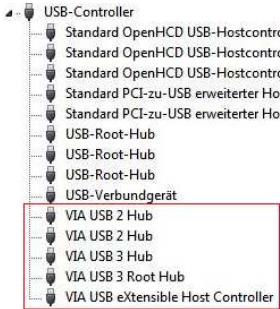 USB-Controller
Standard OpenHCD USB-Hostcontro
Standard OpenHCD USB-Hostcontro
Standard OpenHCD USB-Hostcontro
Standard PCI-zu-USB erweiterter Ho
Standard PCI-zu-USB erweiterter Ho
USB-Root-Hub
USB-Root-Hub
USB-Root-Hub
USB-Verbundgerät
VIA USB 2 Hub
VIA USB 2 Hub
VIA USB 3 Hub
VIA USB 3 Root Hub
VIA USB eXtensible Host Controller